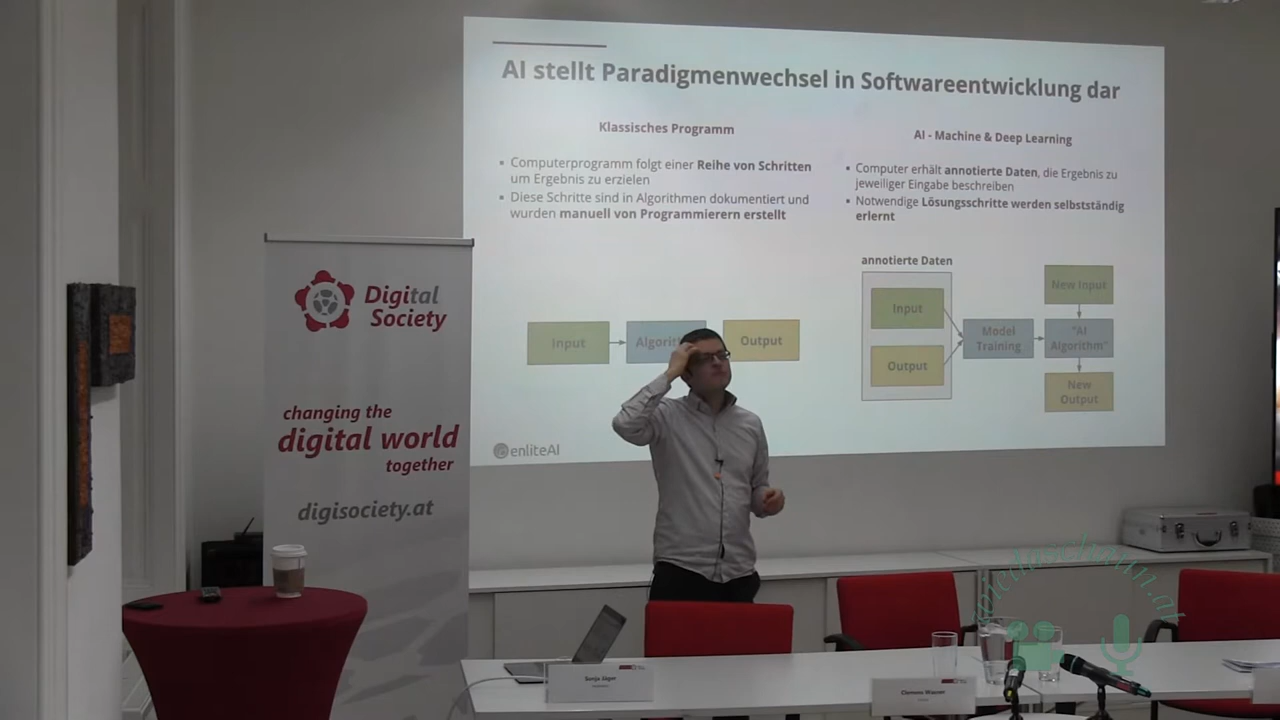 AI stellt Paradigmenwechsel in Softwareentwicklung dar
Klassisches Programm
▪ Computerprogramm folgt einer Reihe von Schritten
um Ergebnis zu erzielen
▪ Diese Schritte sind in Algorithmen dokumentiert und
wurden manuell von Programmierern erstellt
Input
Output
AI - Machine & Deep Learning
▪ Computer erhält annotierte Daten, die Ergebnis zu
jeweiliger Eingabe beschreiben
▪ Notwendige Lösungsschritte werden selbstständig
erlernt
annotierte Daten
Input
Output
Model
Training
New Input
"AI
Algorithm"
New
Output
enliteAI
Digital
Society
changing the
digital world
together
digisociety.at
Sonja Jäger
Clemens Wasner